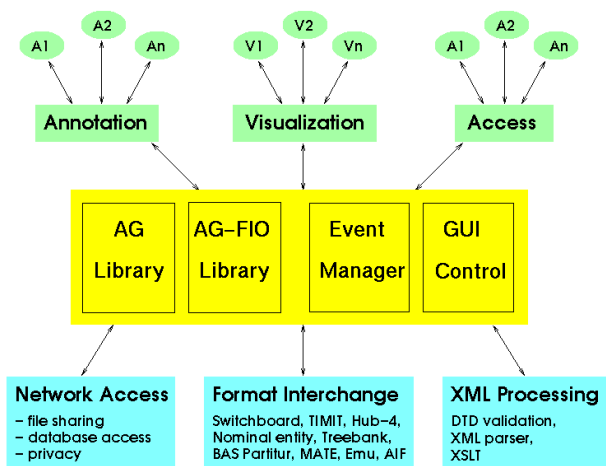 A1 A2 An V1 V2 Vn A1 A2 An
Annotation Visualization Access
AG Library
AG-FIO Library
Event Manager
GUI Control
Network Access
– file sharing
– database access
– privacy
Format Interchange
Switchboard, TIMIT, Hub-4,
Nominal entity, Treebank,
BAS Partitur, MATE, Emu, AIF
XML Processing
DTD validation,
XML parser,
XSLT